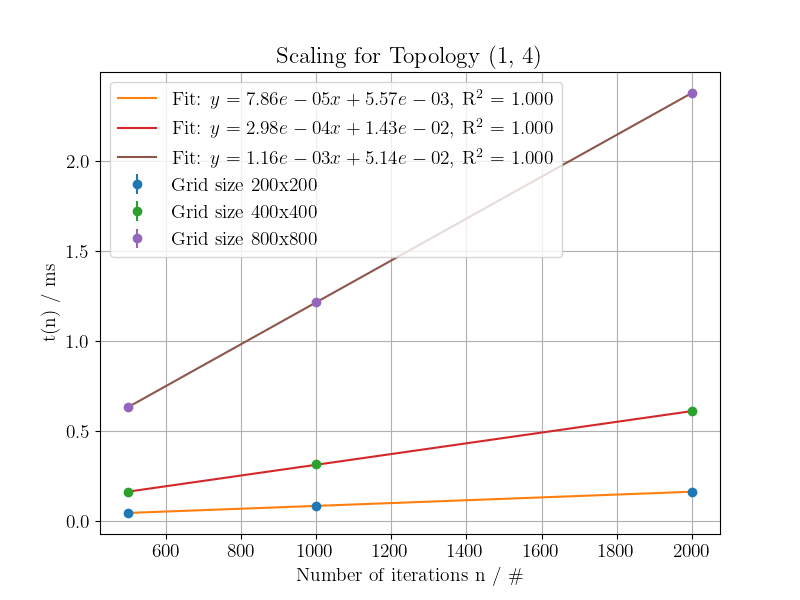 Scaling for Topology (1, 4)
Fit: y = 7.86e − 05x + 5.57e − 03, R² = 1.000
Fit: y = 2.98e − 04x + 1.43e − 02, R² = 1.000
Fit: y = 1.16e − 03x + 5.14e − 02, R² = 1.000
Grid size 200x200
Grid size 400x400
Grid size 800x800
t(n) / ms
2.0
1.5
1.0
0.5
0.0
600 800 1000 1200 1400 1600 1800 2000
Number of iterations n / #